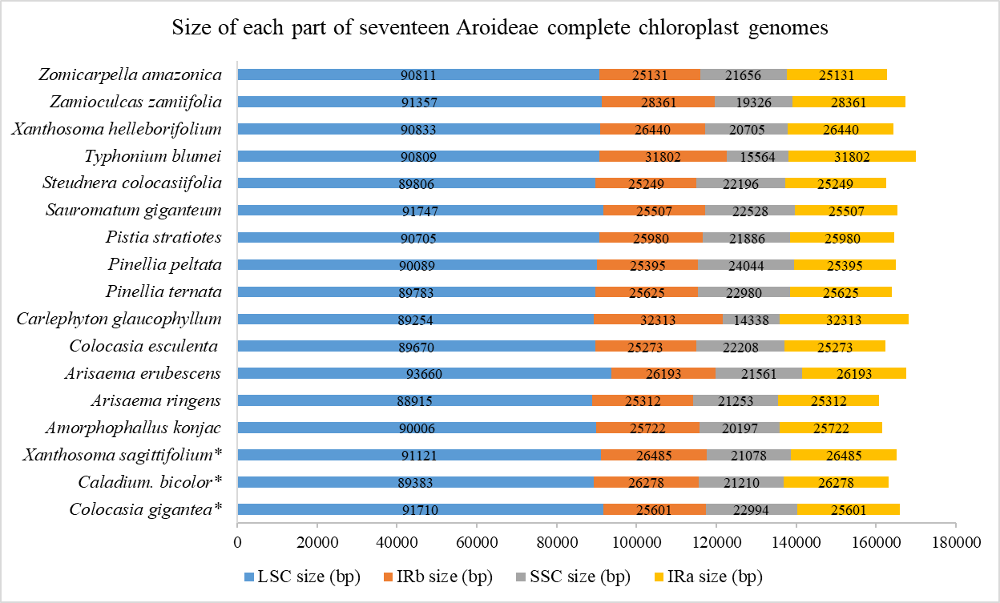 Size of each part of seventeen Aroideae complete chloroplast genomes
Zomicarpella amazonica 90811 25131 21656 25131
Zamioculcas zamiifolia 91357 28361 19326 28361
Xanthosoma helleborifolium 90833 26440 20705 26440
Typhonium blumei 90809 31802 15564 31802
Steudnera colocasiifolia 89806 25249 22196 25249
Sauromatum giganteum 91747 25507 22528 25507
Pistia stratiotes 90705 25980 21886 25980
Pinellia peltata 90089 25395 24044 25395
Pinellia ternata 89783 25625 22980 25625
Carlephyton glaucophyllum 89254 32313 14338 32313
Colocasia esculenta 89670 25273 22208 25273
Arisaema erubescens 93660 26193 21561 26193
Arisaema ringens 88915 25312 21253 25312
Amorphophallus konjac 90006 25722 20197 25722
Xanthosoma sagittifolium* 91121 26485 21078 26485
Caladium. bicolor* 89383 26278 21210 26278
Colocasia gigantea* 91710 25601 22994 25601
0 20000 40000 60000 80000 100000 120000 140000 160000 180000
LSC size (bp) IRb size (bp) SSC size (bp) IRa size (bp)